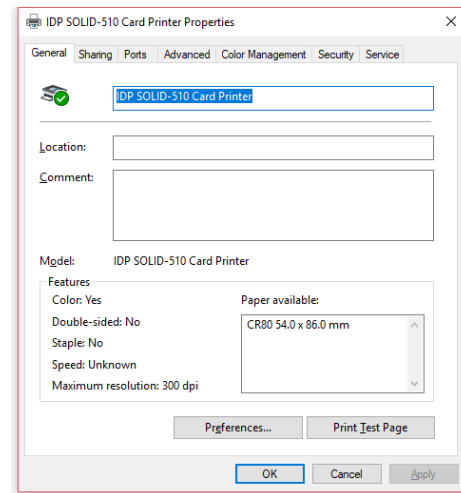 IDP SOLID-510 Card Printer Properties
General Sharing Ports Advanced Color Management Security Service
IDP SOLID-510 Card Printer
Location:
Comment:
Model: IDP SOLID-510 Card Printer
Features
Color: Yes
Paper available:
Double-sided: No
CR80 54.0 x 86.0 mm
Staple: No
Speed: Unknown
Maximum resolution: 300 dpi
Preferences... Print Test Page
OK Cancel Apply